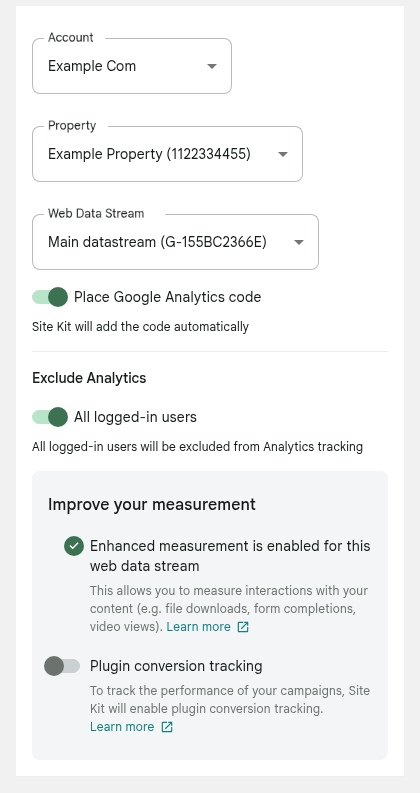 Account
Example Com
Property
Example Property (1122334455)
Web Data Stream
Main datastream (G-155BC2366E)
Place Google Analytics code
Site Kit will add the code automatically
Exclude Analytics
All logged-in users
All logged-in users will be excluded from Analytics tracking
Improve your measurement
Enhanced measurement is enabled for this
web data stream
This allows you to measure interactions with your
content (e.g. file downloads, form completions,
video views). Learn more
Plugin conversion tracking
To track the performance of your campaigns, Site
Kit will enable plugin conversion tracking.
Learn more